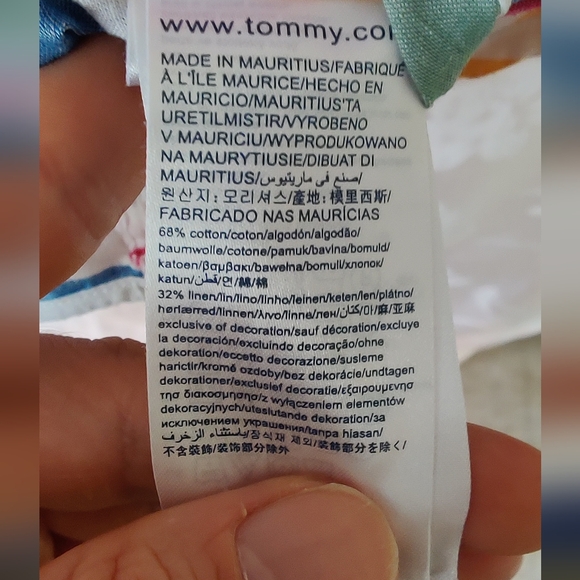 www.tommy.co
MADE IN MAURITIUS/FABRIQUÉ
À L'ÎLE MAURICE/HECHO EN
MAURICIO/MAURITIUS'TA
URETILMISTIR/VYROBENO
V MAURICIU/WYPRODUKOWANO
NA MAURYTIUSIE/DIBUAT DI
MAURITIUS/صنع في ماريتيوس/
원산지: 모리셔스/產地: 模里西斯/
FABRICADO NAS MAURÍCIAS
68% cotton/coton/algodón/algodão/
baumwolle/cotone/pamuk/bavlna/bomuld/
katoen/βαμβακι/bawełna/bomull/хлопок/
katun/قطن/면/綿/棉
32% linen/lin/lino/linho/leinen/keten/len/plátno/
hørlærred/linnen/λινο/linne/лен/كتان/마/麻/亚麻
exclusive of decoration/sauf décoration/excluye
la decoración/excluindo decoração/ohne
dekoration/eccetto decorazione/susleme
harictir/kromě ozdoby/bez dekorácie/undtagen
dekorationer/exclusief decoratie/εξαιρουμενησ
τησ διακοσμησησ/z wyłączeniem elementów
dekoracyjnych/uteslutande dekoration/за
исключением украшения/tanpa hiasan/
باستثناء الزخرف/장식재 제외/装飾部分を除く/
不含裝飾/装饰部分除外